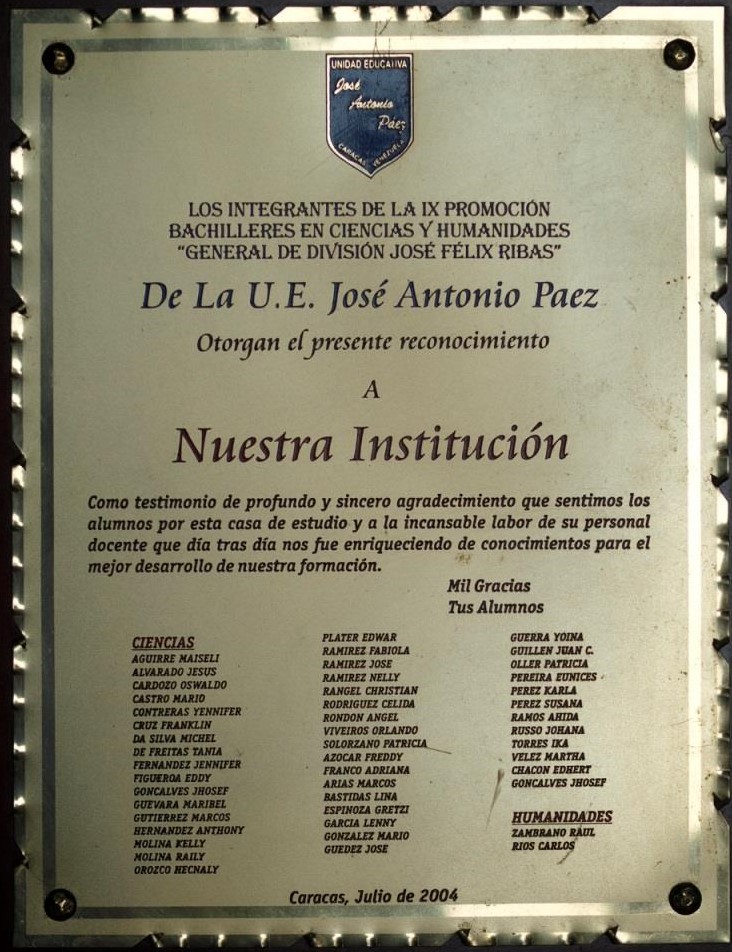 UNIDAD EDUCATIVA
José
Antonio
Páez
CARACAS VENEZUELA
LOS INTEGRANTES DE LA IX PROMOCIÓN
BACHILLERES EN CIENCIAS Y HUMANIDADES
"GENERAL DE DIVISIÓN JOSÉ FÉLIX RIBAS"
De La U.E. José Antonio Paez
Otorgan el presente reconocimiento
A
Nuestra Institución
Como testimonio de profundo y sincero agradecimiento que sentimos los
alumnos por esta casa de estudio y a la incansable labor de su personal
docente que día tras día nos fue enriqueciendo de conocimientos para el
mejor desarrollo de nuestra formación.
Mil Gracias
Tus Alumnos
CIENCIAS
AGUIRRE MAISELI
ALVARADO JESUS
CARDOZO OSWALDO
CASTRO MARIO
CONTRERAS YENNIFER
CRUZ FRANKLIN
DA SILVA MICHEL
DE FREITAS TANIA
FERNANDEZ JENNIFER
FIGUEROA EDDY
GONCALVES JHOSEF
GUEVARA MARIBEL
GUTIERREZ MARCOS
HERNANDEZ ANTHONY
MOLINA KELLY
MOLINA RAILY
OROZCO HECNALY
PLATER EDWAR
RAMIREZ FABIOLA
RAMIREZ JOSE
RAMIREZ NELLY
RANGEL CHRISTIAN
RODRIGUEZ CELIDA
RONDON ANGEL
VIVEIROS ORLANDO
SOLORZANO PATRICIA
AZOCAR FREDDY
FRANCO ADRIANA
ARIAS MARCOS
BASTIDAS LINA
ESPINOZA GRETZI
GARCIA LENNY
GONZALEZ MARIO
GUEDEZ JOSE
GUERRA YOINA
GUILLEN JUAN C.
OLLER PATRICIA
PEREIRA EUNICES
PEREZ KARLA
PEREZ SUSANA
RAMOS AHIDA
RUSSO JOHANA
TORRES IKA
VELEZ MARTHA
CHACON EDHERT
GONCALVES JHOSEF
HUMANIDADES
ZAMBRANO RAUL
RIOS CARLOS
Caracas, Julio de 2004